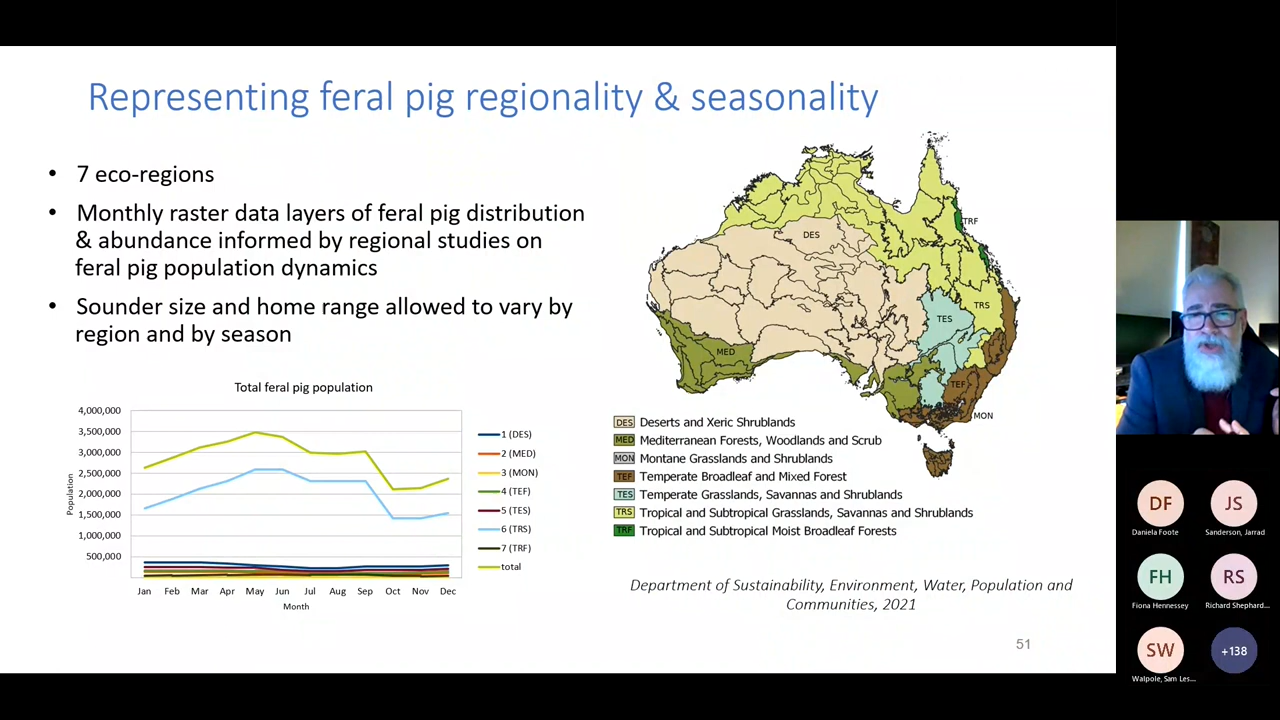 Representing feral pig regionality & seasonality
• 7 eco-regions
• Monthly raster data layers of feral pig distribution
& abundance informed by regional studies on
feral pig population dynamics
• Sounder size and home range allowed to vary by
region and by season
Total feral pig population
4,000,000
3,500,000
3,000,000
2,500,000
2,000,000
1,500,000
1,000,000
500,000
Population
Jan Feb Mar Apr May Jun Jul Aug Sep Oct Nov Dec
Month
1 (DES)
2 (MED)
3 (MON)
4 (TEF)
5 (TES)
6 (TRS)
7 (TRF)
total
TRF
DES
TRS
TES
MED
TEF
MON
DES Deserts and Xeric Shrublands
MED Mediterranean Forests, Woodlands and Scrub
MON Montane Grasslands and Shrublands
TEF Temperate Broadleaf and Mixed Forest
TES Temperate Grasslands, Savannas and Shrublands
TRS Tropical and Subtropical Grasslands, Savannas and Shrublands
TRF Tropical and Subtropical Moist Broadleaf Forests
Department of Sustainability, Environment, Water, Population and
Communities, 2021
51
DF JS
Daniela Foote Sanderson, Jarrad
FH RS
Fiona Hennessey Richard Shephard...
SW +138
Walpole, Sam Les...